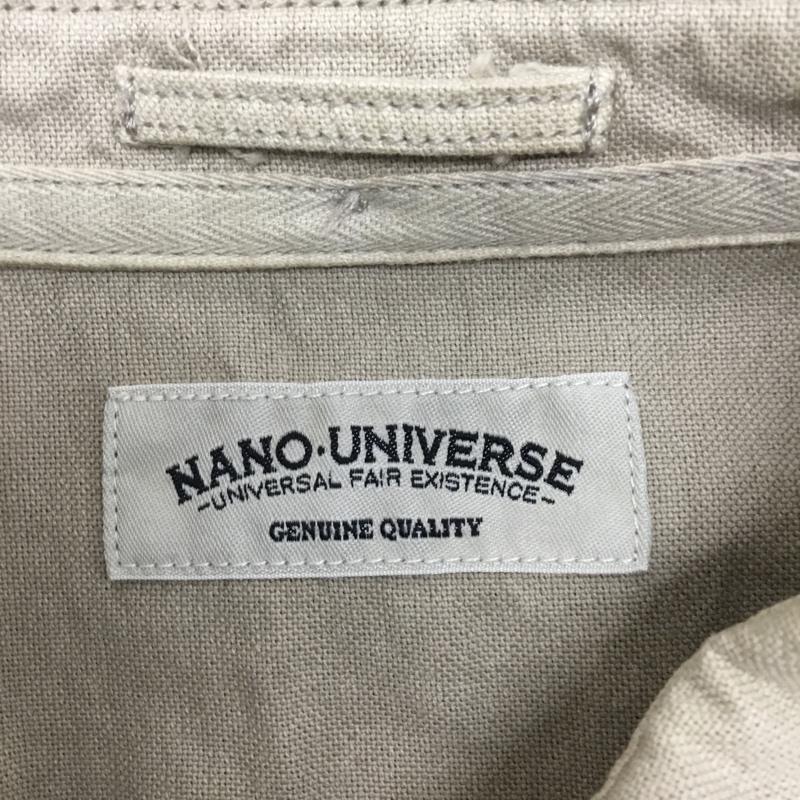 NANO·UNIVERSE
-UNIVERSAL FAIR EXISTENCE-
GENUINE QUALITY